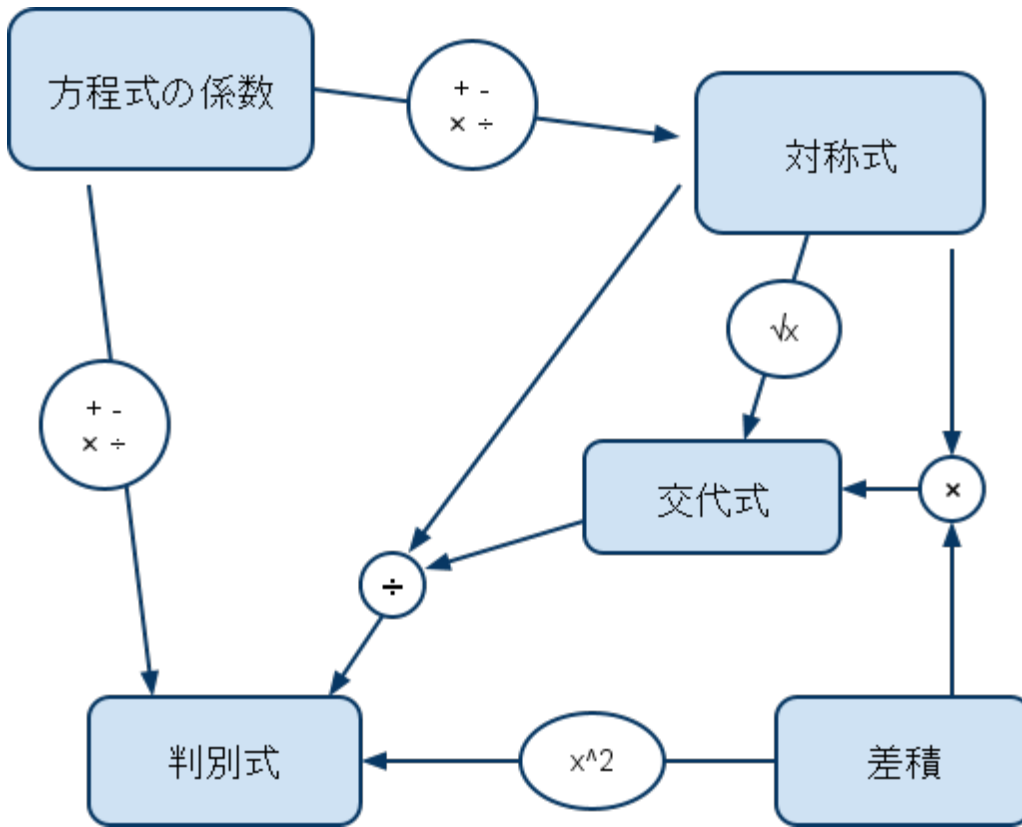 方程式の係数
+ -
× ÷
対称式
√x
+ -
× ÷
交代式
×
÷
判別式
x^2
差積